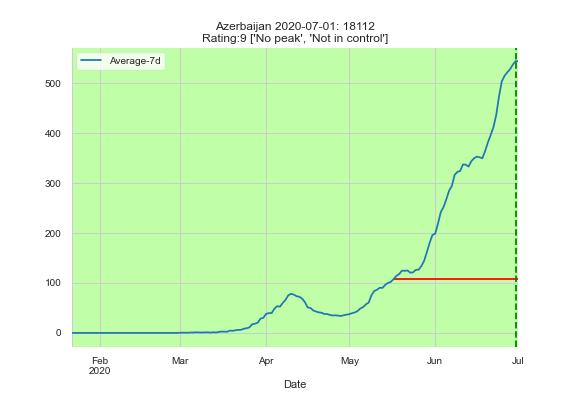 Azerbaijan 2020-07-01: 18112
Rating:9 ['No peak', 'Not in control']
Average-7d
500
400
300
200
100
0
Feb
2020
Mar
Apr
May
Jun
Jul
Date